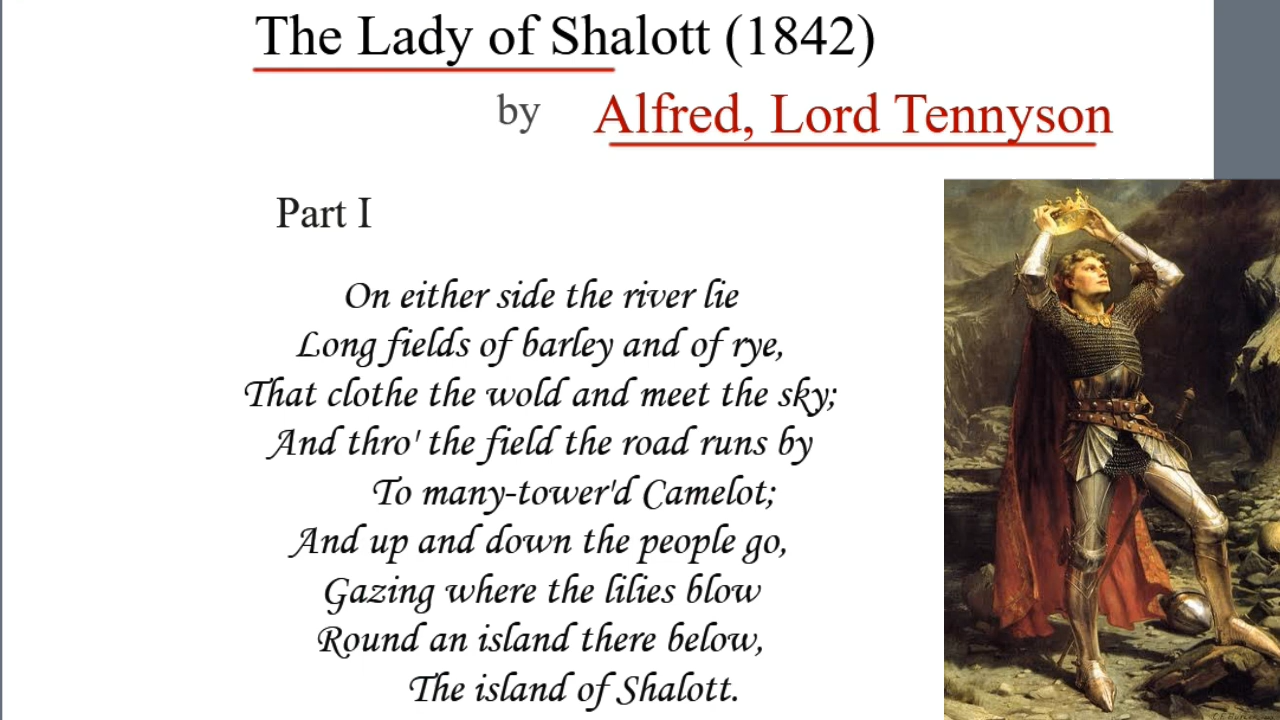 The Lady of Shalott (1842)
by Alfred, Lord Tennyson
Part I
On either side the river lie
Long fields of barley and of rye,
That clothe the wold and meet the sky;
And thro' the field the road runs by
To many-tower'd Camelot;
And up and down the people go,
Gazing where the lilies blow
Round an island there below,
The island of Shalott.